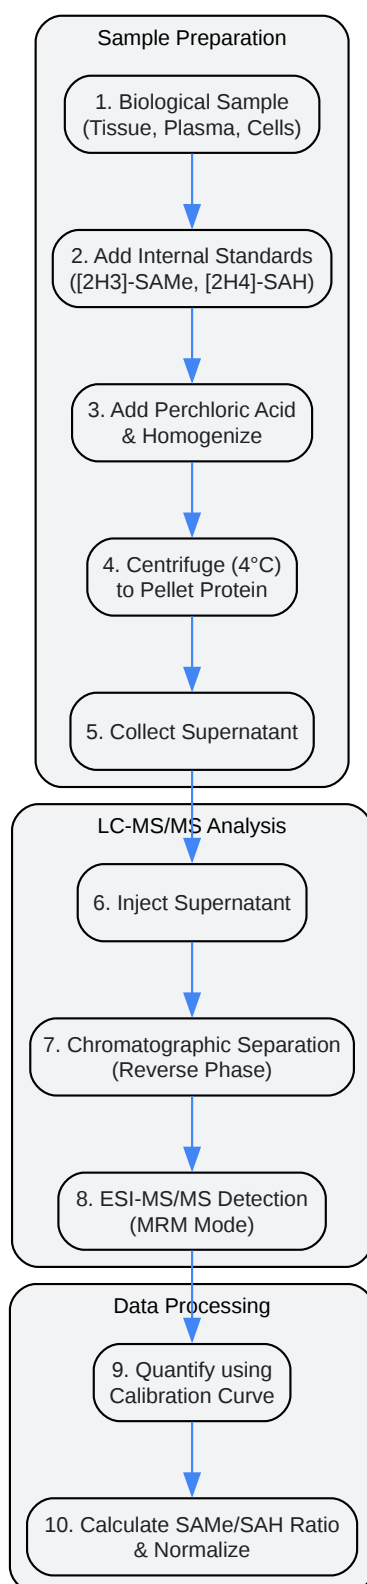 Sample Preparation
1. Biological Sample
(Tissue, Plasma, Cells)
2. Add Internal Standards
([2H3]-SAMe, [2H4]-SAH)
3. Add Perchloric Acid
& Homogenize
4. Centrifuge (4°C)
to Pellet Protein
5. Collect Supernatant
LC-MS/MS Analysis
6. Inject Supernatant
7. Chromatographic Separation
(Reverse Phase)
8. ESI-MS/MS Detection
(MRM Mode)
Data Processing
9. Quantify using
Calibration Curve
10. Calculate SAMe/SAH Ratio
& Normalize